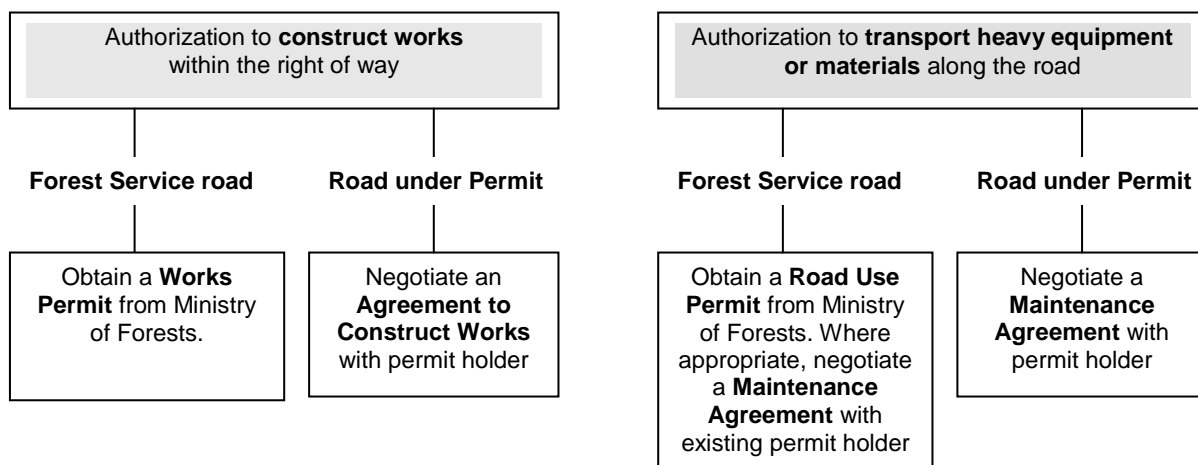 Authorization to construct works
within the right of way
Forest Service road
Obtain a Works
Permit from Ministry
of Forests.
Road under Permit
Negotiate an
Agreement to
Construct Works
with permit holder
Authorization to transport heavy equipment
or materials along the road
Forest Service road
Obtain a Road Use
Permit from Ministry
of Forests. Where
appropriate, negotiate
a Maintenance
Agreement with
existing permit holder
Road under Permit
Negotiate a
Maintenance
Agreement with
permit holder